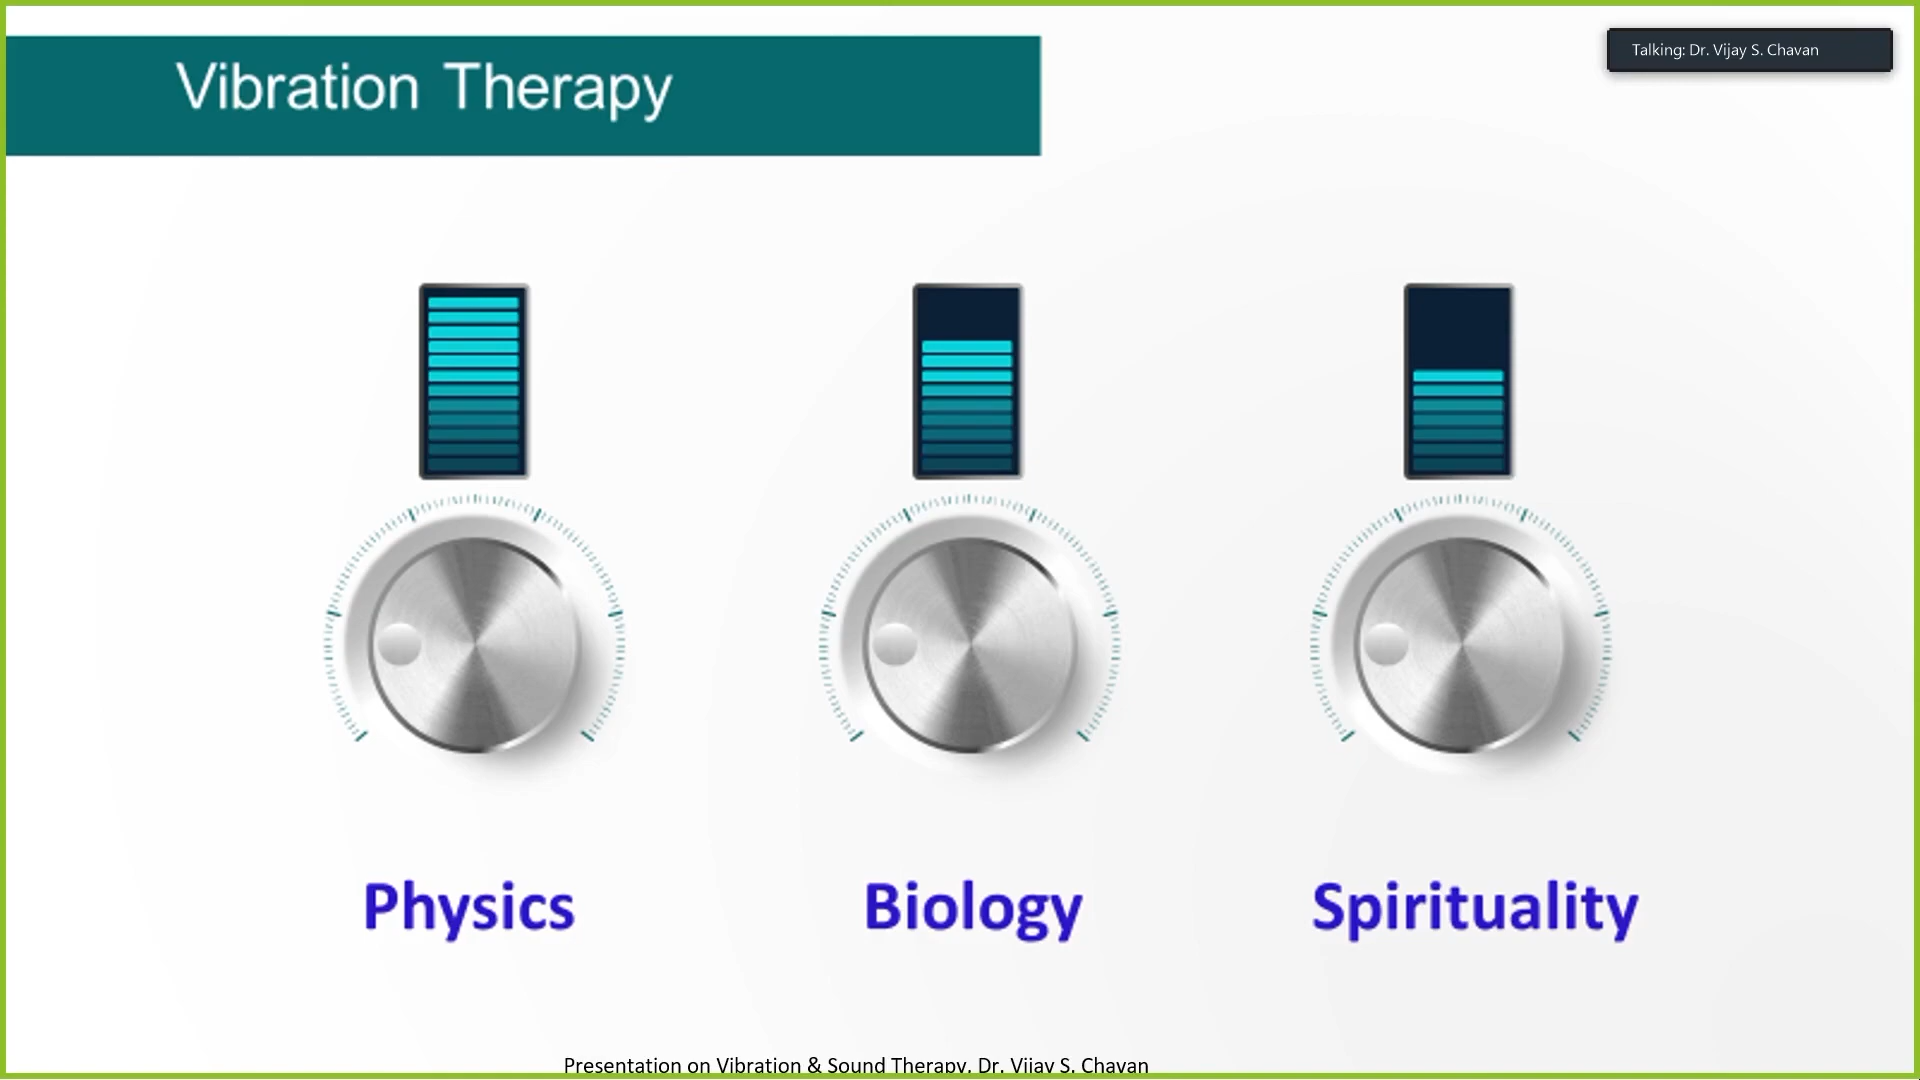 Vibration Therapy
Talking: Dr. Vijay S. Chavan
Physics
Biology
Spirituality
Presentation on Vibration & Sound Therapy, Dr. Vijay S. Chavan